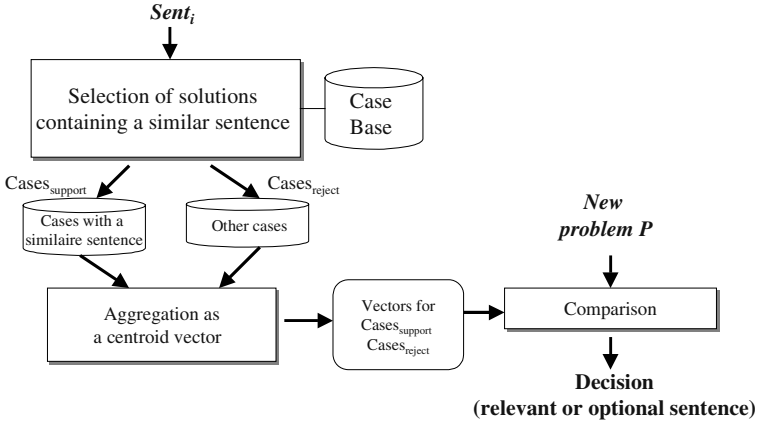 Sent_i
Selection of solutions
containing a similar sentence
Case
Base
Cases_support
Cases_reject
Cases with a
similaire sentence
Other cases
New
problem P
Aggregation as
a centroid vector
Vectors for
Cases_support
Cases_reject
Comparison
Decision
(relevant or optional sentence)